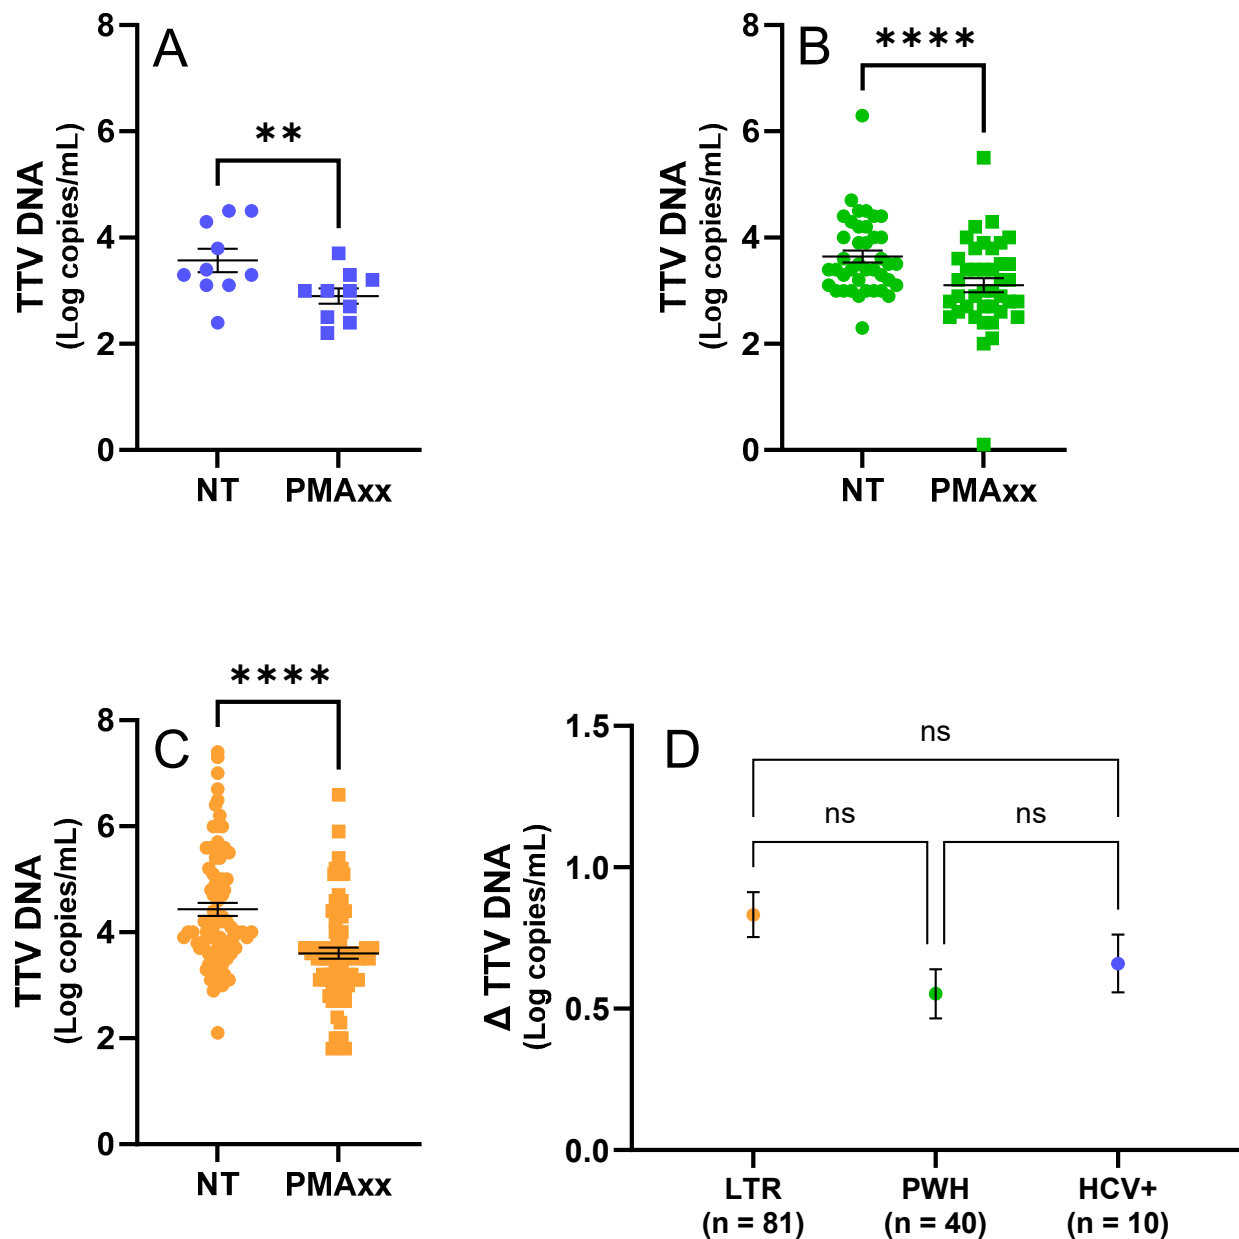 A
8
6
4
2
0
TTV DNA
(Log copies/mL)
**
NT
PMAxx
B
8
6
4
2
0
TTV DNA
(Log copies/mL)
****
NT
PMAxx
C
8
6
4
2
0
TTV DNA
(Log copies/mL)
****
NT
PMAxx
D
1.5
1.0
0.5
0.0
Δ TTV DNA
(Log copies/mL)
ns
ns
ns
LTR
(n = 81)
PWH
(n = 40)
HCV+
(n = 10)